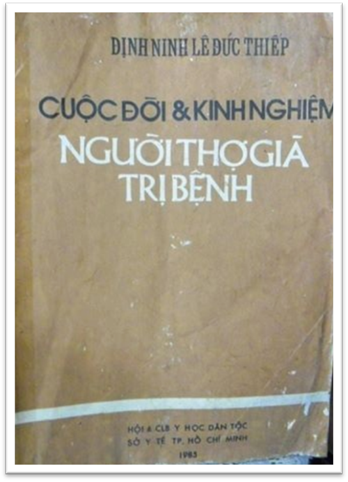 ĐỊNH NINH LÊ ĐỨC THIẾP
CUỘC ĐỜI & KINH NGHIỆM
NGƯỜI THỢ GIÀ
TRỊ BỆNH
HỘI & CLB Y HỌC DÂN TỘC
SỞ Y TẾ TP. HỒ CHÍ MINH
1983